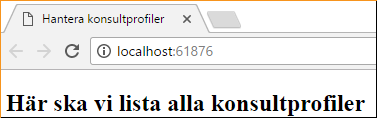 Hantera konsultprofiler
localhost:61876
Här ska vi lista alla konsultprofiler